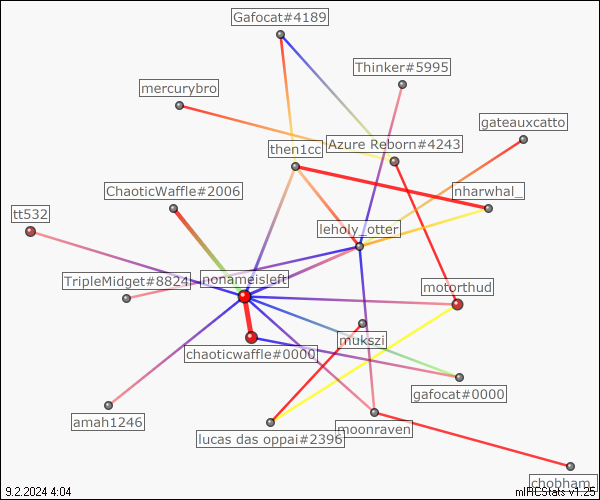 Gafocat#4189
Thinker#5995
mercurybro
gateauxcatto
Azure Reborn#4243
then1cc
ChaoticWaffle#2006
nharwhal_
tt532
leholy_otter
TripleMidget#8824
nonameisleft
motorthud
mukszi
chaoticwaffle#0000
gafocat#0000
amah1246
moonraven
lucas das oppai#2396
chobham_
9.2.2024 4:04
mIRCStats v1.25